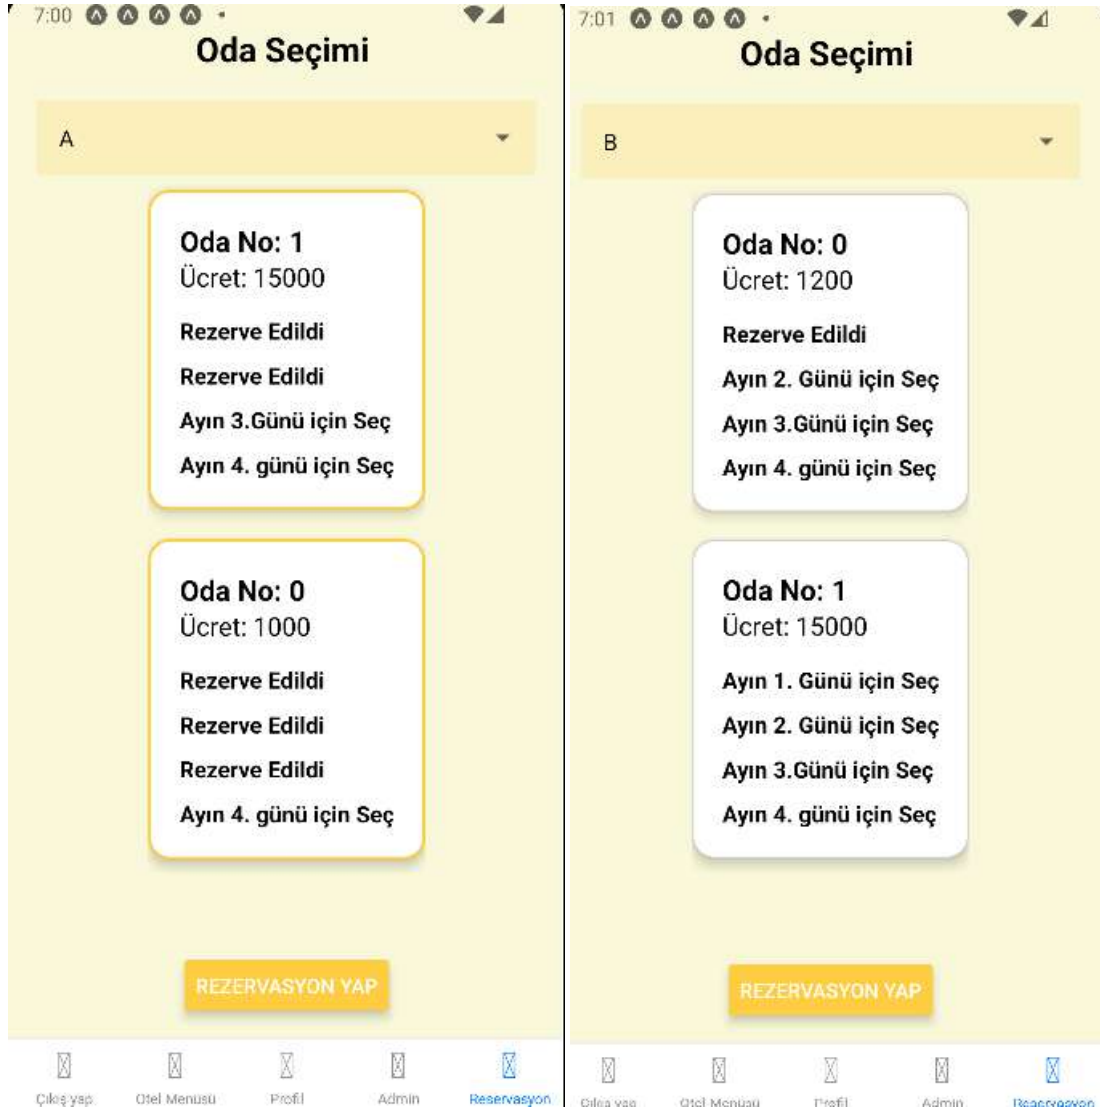 7:00
Oda Seçimi
A
Oda No: 1
Ücret: 15000
Rezerve Edildi
Rezerve Edildi
Ayın 3.Günü için Seç
Ayın 4. günü için Seç
Oda No: 0
Ücret: 1000
Rezerve Edildi
Rezerve Edildi
Rezerve Edildi
Ayın 4. günü için Seç
REZERVASYON YAP
Çıkış yap
Otel Menüsü
Profil
Admin
Reservasyon
7:01
Oda Seçimi
B
Oda No: 0
Ücret: 1200
Rezerve Edildi
Ayın 2. Günü için Seç
Ayın 3.Günü için Seç
Ayın 4. günü için Seç
Oda No: 1
Ücret: 15000
Ayın 1. Günü için Seç
Ayın 2. Günü için Seç
Ayın 3.Günü için Seç
Ayın 4. günü için Seç
REZERVASYON YAP
Çıkış yap
Otel Menüsü
Profil
Admin
Reservasyon